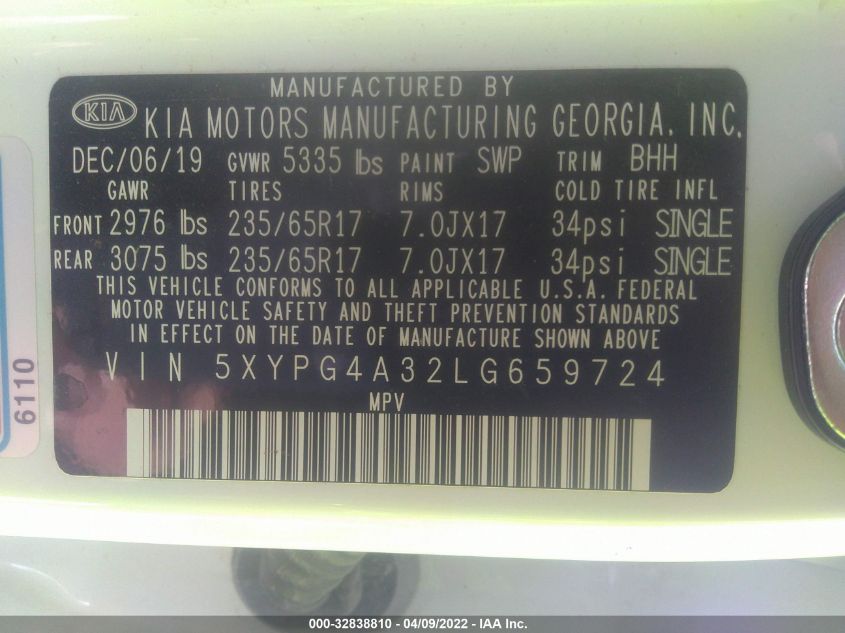 MANUFACTURED BY
KIA KIA MOTORS MANUFACTURING GEORGIA, INC.
DEC/06/19 GVWR 5335 lbs PAINT SWP TRIM BHH
GAWR TIRES RIMS COLD TIRE INFL
FRONT 2976 lbs 235/65R17 7.0JX17 34psi SINGLE
REAR 3075 lbs 235/65R17 7.0JX17 34psi SINGLE
THIS VEHICLE CONFORMS TO ALL APPLICABLE U.S.A. FEDERAL
MOTOR VEHICLE SAFETY AND THEFT PREVENTION STANDARDS
IN EFFECT ON THE DATE OF MANUFACTURE SHOWN ABOVE
VIN 5XYPG4A32LG659724
MPV
6110
000-32838810 - 04/09/2022 - IAA Inc.